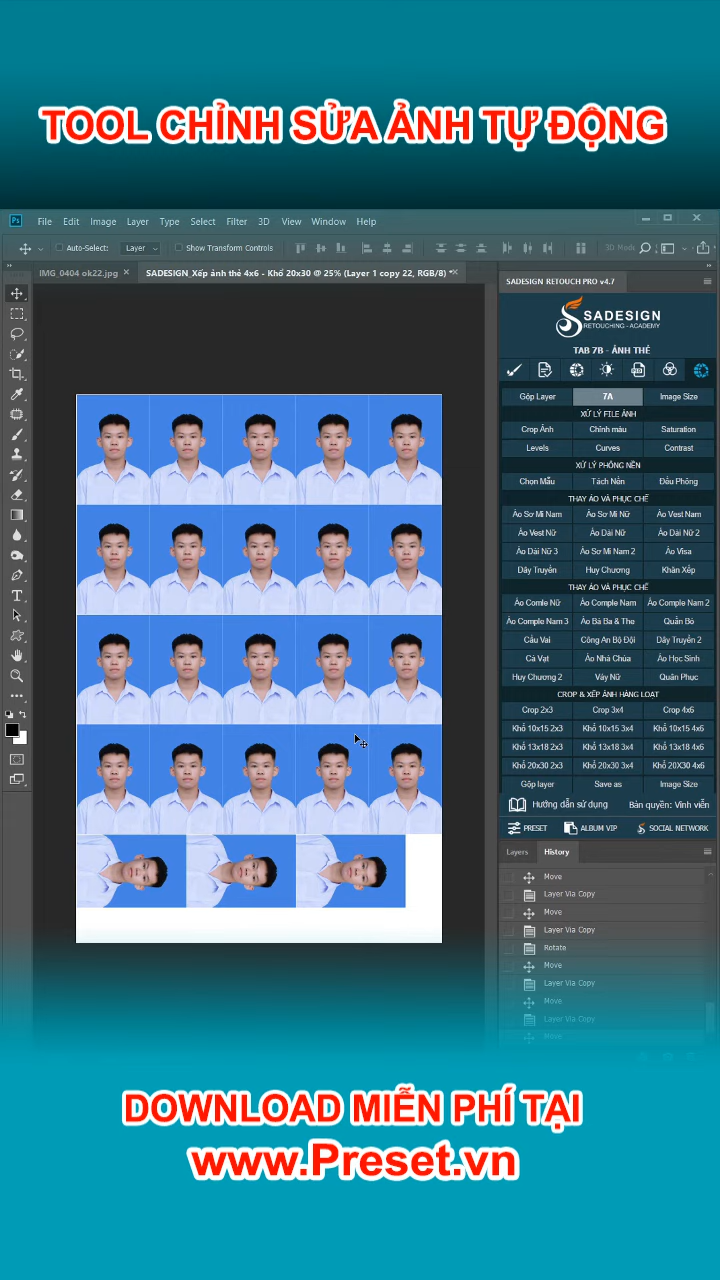 TOOL CHỈNH SỬA ẢNH TỰ ĐỘNG
Ps File Edit Image Layer Type Select Filter 3D View Window Help
Auto-Select: Layer Show Transform Controls 3D Mode
IMG_0404 ok22.jpg × SADESIGN_Xếp ảnh thẻ 4x6 - Khổ 20x30 @ 25% (Layer 1 copy 22, RGB/8) * ×
SADESIGN RETOUCH PRO v4.7
SADESIGN
RETOUCHING - ACADEMY
TAB 7B - ẢNH THẺ
Gộp Layer 7A Image Size
XỬ LÝ FILE ẢNH
Crop Ảnh Chỉnh màu Saturation
Levels Curves Contrast
XỬ LÝ PHÔNG NỀN
Chọn Mẫu Tách Nền Đều Phông
THAY ÁO VÀ PHỤC CHẾ
Áo Sơ Mi Nam Áo Sơ Mi Nữ Áo Vest Nam
Áo Vest Nữ Áo Dài Nữ Áo Dài Nữ 2
Áo Dài Nữ 3 Áo Sơ Mi Nam 2 Áo Visa
Dây Truyền Huy Chương Khăn Xếp
THAY ÁO VÀ PHỤC CHẾ
Áo Comle Nữ Áo Comple Nam Áo Comple Nam 2
Áo Comple Nam 3 Áo Bà Ba & The Quần Bò
Cầu Vai Công An Bộ Đội Dây Truyền 2
Cà Vạt Áo Nhà Chùa Áo Học Sinh
Huy Chương 2 Váy Nữ Quân Phục
CROP & XẾP ẢNH HÀNG LOẠT
Crop 2x3 Crop 3x4 Crop 4x6
Khổ 10x15 2x3 Khổ 10x15 3x4 Khổ 10x15 4x6
Khổ 13x18 2x3 Khổ 13x18 3x4 Khổ 13x18 4x6
Khổ 20x30 2x3 Khổ 20x30 3x4 Khổ 20X30 4x6
Gộp layer Save as Image Size
Hướng dẫn sử dụng Bản quyền: Vĩnh viễn
PRESET ALBUM VIP SOCIAL NETWORK
Layers History
Move
Layer Via Copy
Move
Layer Via Copy
Rotate
Move
Layer Via Copy
Move
Layer Via Copy
Move
DOWNLOAD MIỄN PHÍ TẠI
www.Preset.vn